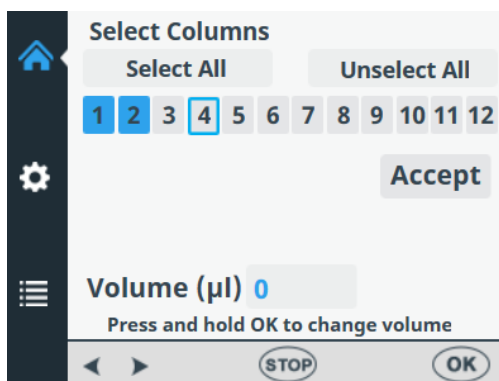 Select Columns
Select All Unselect All
1 2 3 4 5 6 7 8 9 10 11 12
Accept
Volume (µl) 0
Press and hold OK to change volume
STOP OK